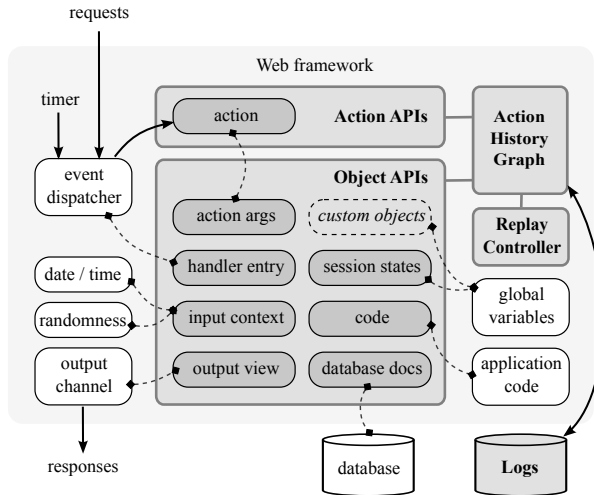 requests
Web framework
timer
action
Action APIs
Action
History
Graph
event
dispatcher
Object APIs
action args
custom objects
Replay
Controller
handler entry
session states
date / time
global
variables
randomness
input context
code
output
channel
output view
database docs
application
code
responses
database
Logs